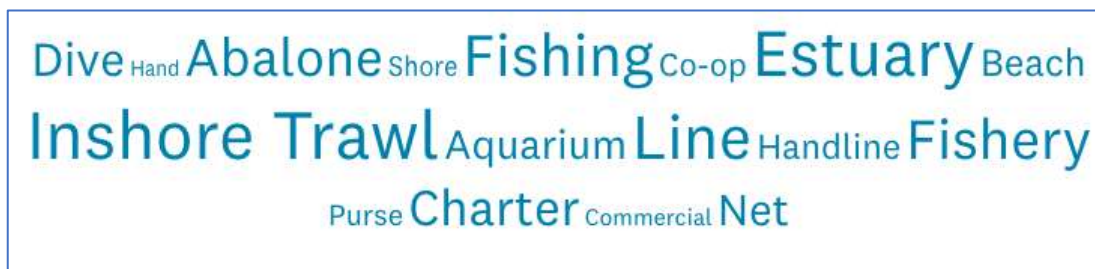 Dive Hand Abalone Shore Fishing Co-op Estuary Beach
Inshore Trawl Aquarium Line Handline Fishery
Purse Charter Commercial Net